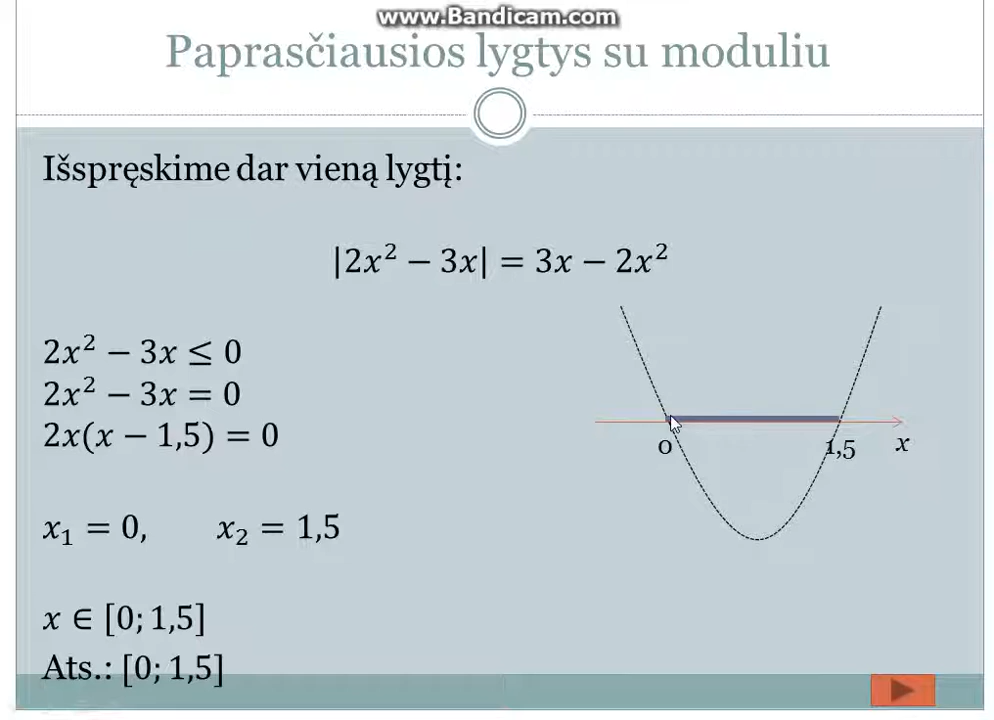 www.Bandicam.com
Paprasčiausios lygtys su moduliu
Išspręskime dar vieną lygtį:
|2x² − 3x| = 3x − 2x²
2x² − 3x ≤ 0
2x² − 3x = 0
2x(x − 1,5) = 0
0 1,5 x
x₁ = 0, x₂ = 1,5
x ∈ [0; 1,5]
Ats.: [0; 1,5]